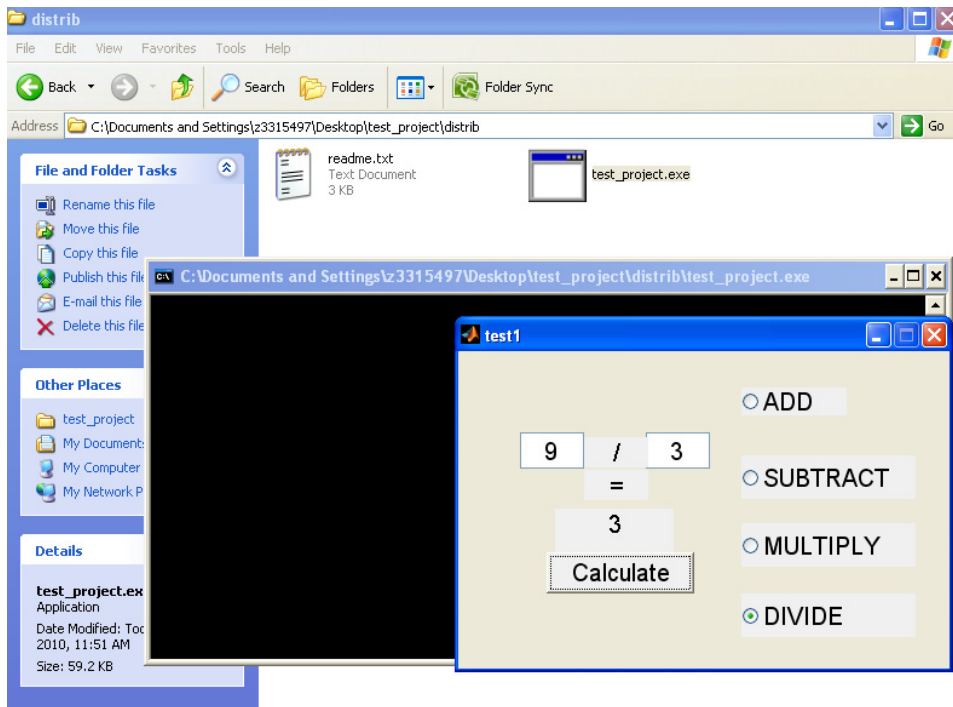 distrib
File Edit View Favorites Tools Help
Back Search Folders Folder Sync
Address C:\Documents and Settings\z3315497\Desktop\test_project\distrib Go
File and Folder Tasks
Rename this file
Move this file
Copy this file
Publish this file
E-mail this file
Delete this file
Other Places
test_project
My Documents
My Computer
My Network P
Details
test_project.ex
Application
Date Modified: Too
2010, 11:51 AM
Size: 59.2 KB
readme.txt
Text Document
3 KB
test_project.exe
C:\Documents and Settings\z3315497\Desktop\test_project\distrib\test_project.exe
test1
9 / 3
=
3
Calculate
ADD
SUBTRACT
MULTIPLY
DIVIDE